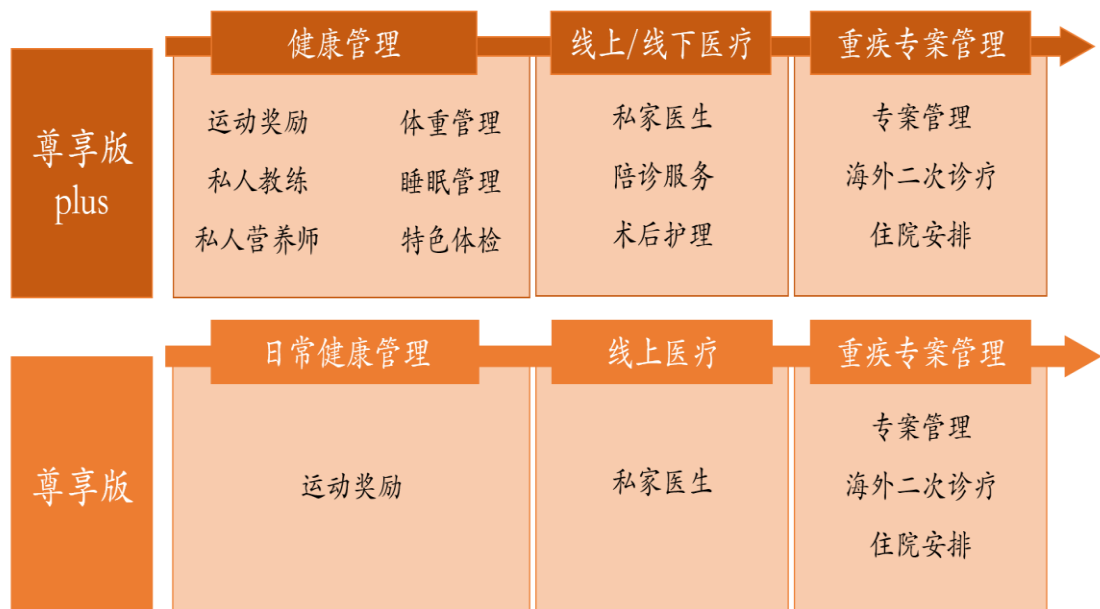 健康管理
线上/线下医疗
重疾专案管理
尊享版
plus
运动奖励 体重管理
私人教练 睡眠管理
私人营养师 特色体检
私家医生
陪诊服务
术后护理
专案管理
海外二次诊疗
住院安排
日常健康管理
线上医疗
重疾专案管理
尊享版
运动奖励
私家医生
专案管理
海外二次诊疗
住院安排